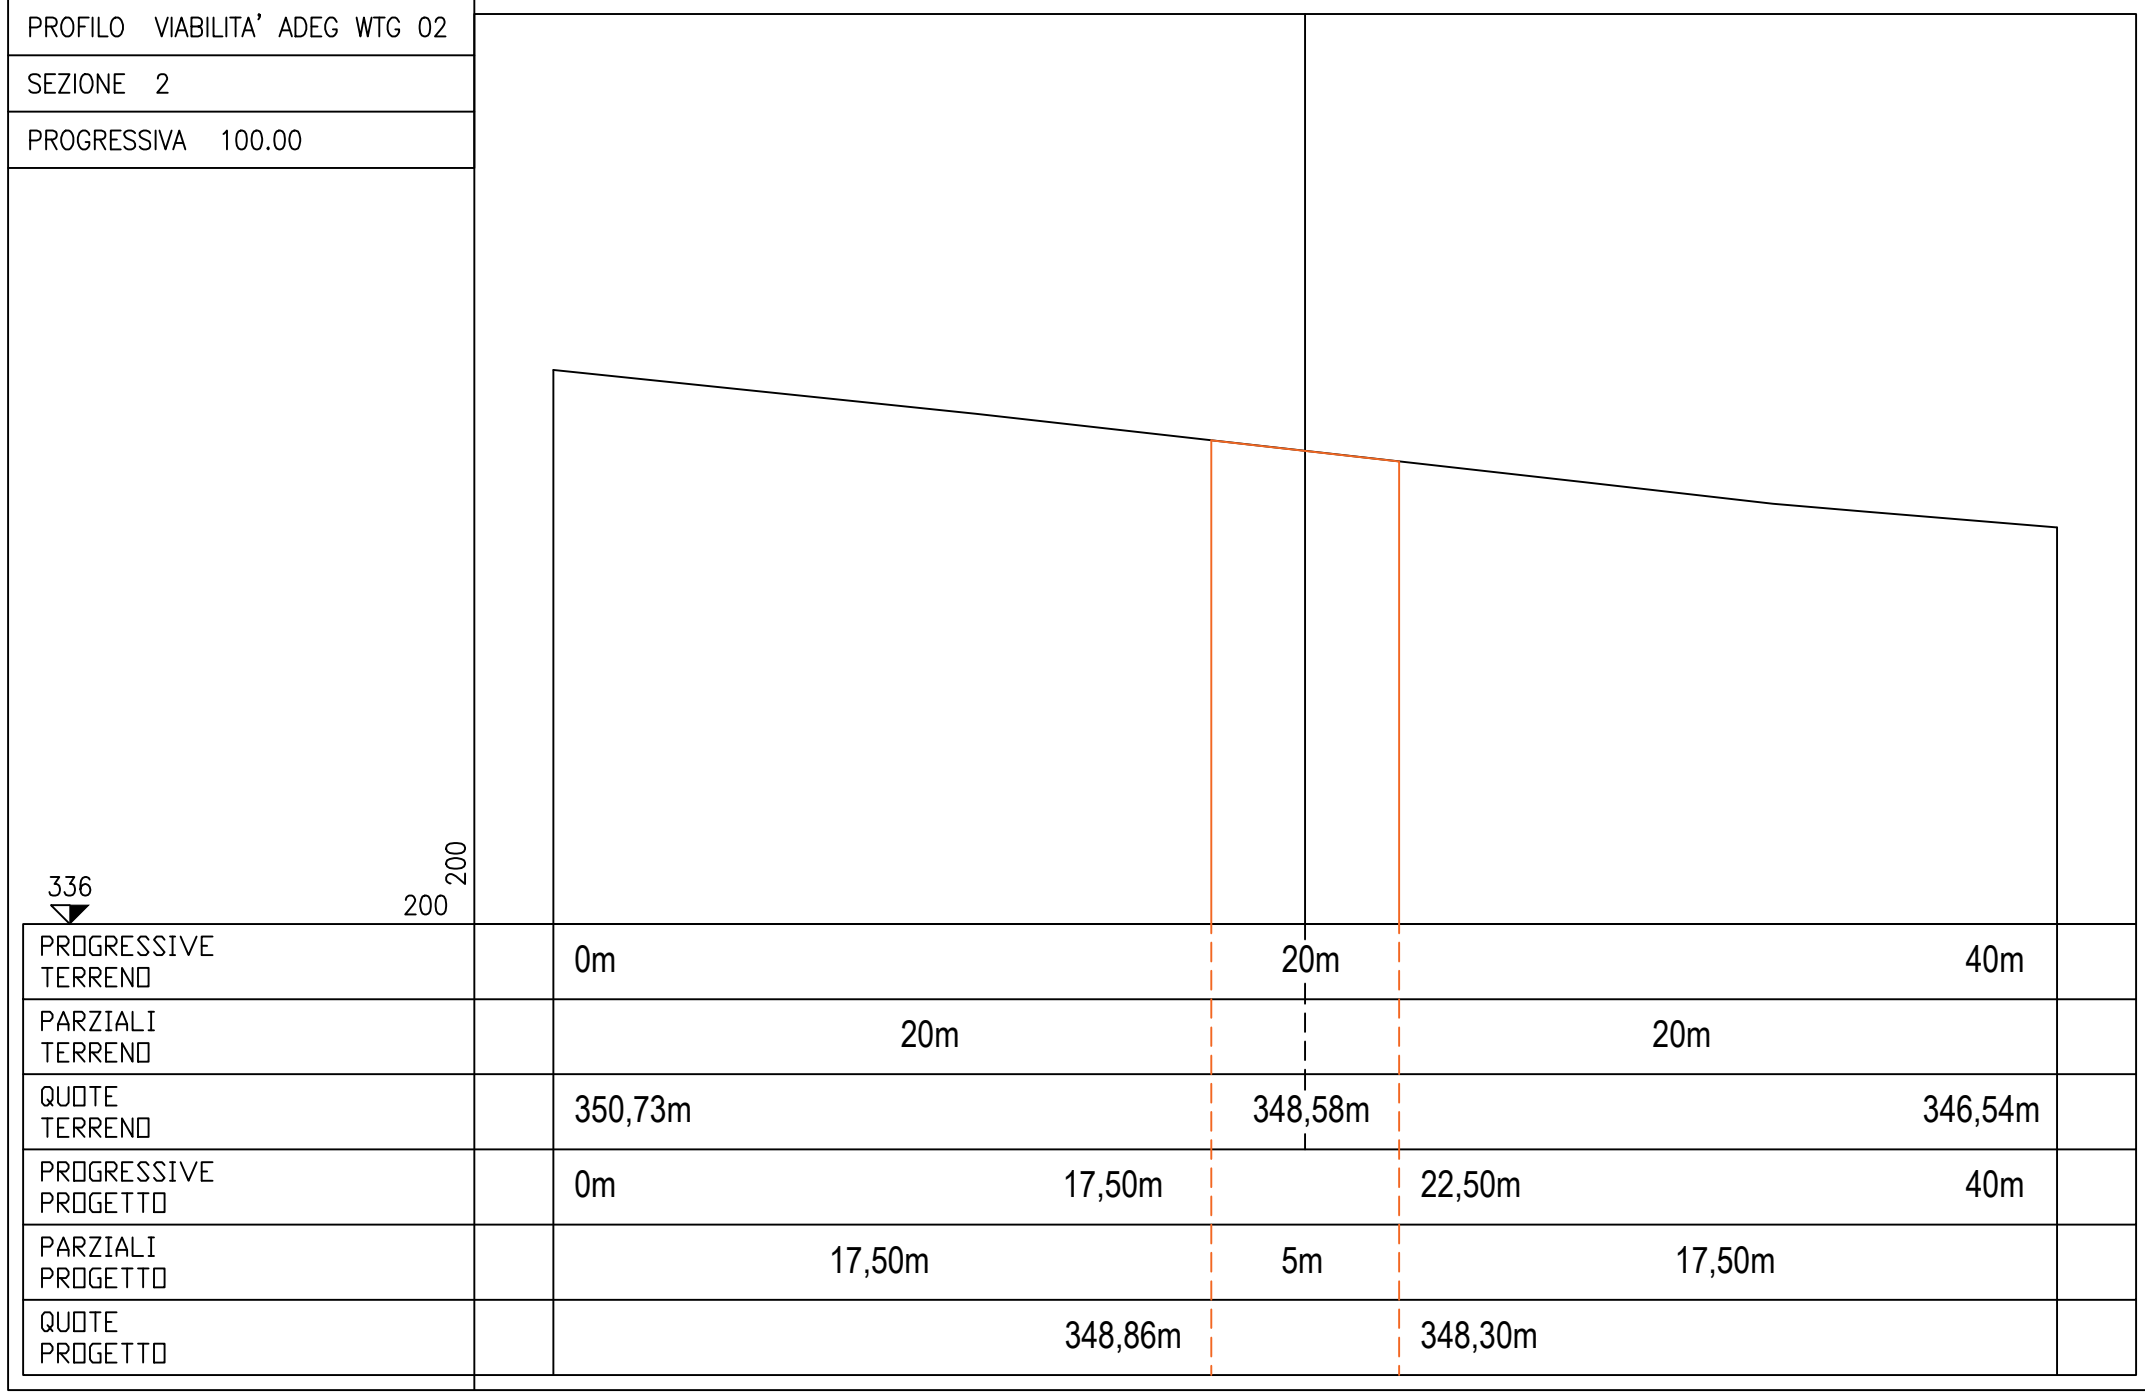 PROFILO VIABILITA' ADEG WTG 02
SEZIONE 2
PROGRESSIVA 100.00
200
336
200
PROGRESSIVE
TERRENO
0m 20m 40m
PARZIALI
TERRENO
20m 20m
QUOTE
TERRENO
350,73m 348,58m 346,54m
PROGRESSIVE
PROGETTO
0m 17,50m 22,50m 40m
PARZIALI
PROGETTO
17,50m 5m 17,50m
QUOTE
PROGETTO
348,86m 348,30m